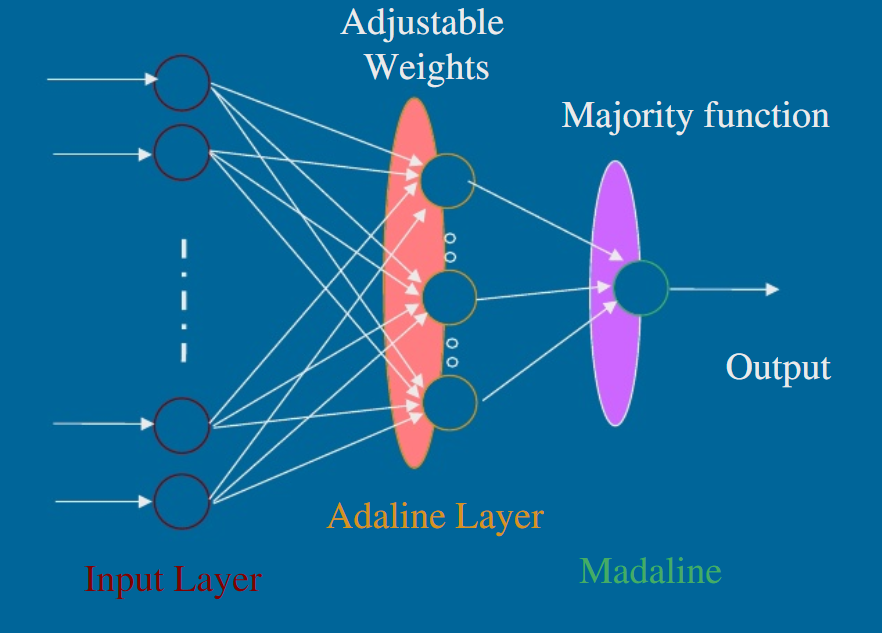 Adjustable
Weights
Majority function
Output
Adaline Layer
Input Layer
Madaline